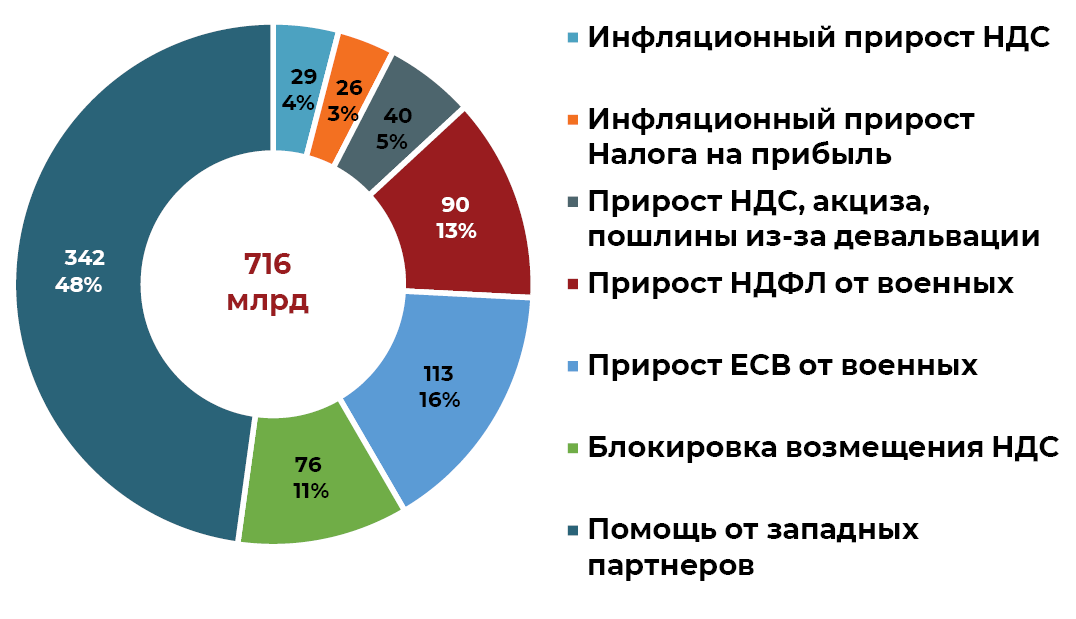 29
4%
26
3%
40
5%
90
13%
113
16%
76
11%
342
48%
716
млрд
Инфляционный прирост НДС
Инфляционный прирост
Налога на прибыль
Прирост НДС, акциза,
пошлины из-за девальвации
Прирост НДФЛ от военных
Прирост ЕСВ от военных
Блокировка возмещения НДС
Помощь от западных
партнеров